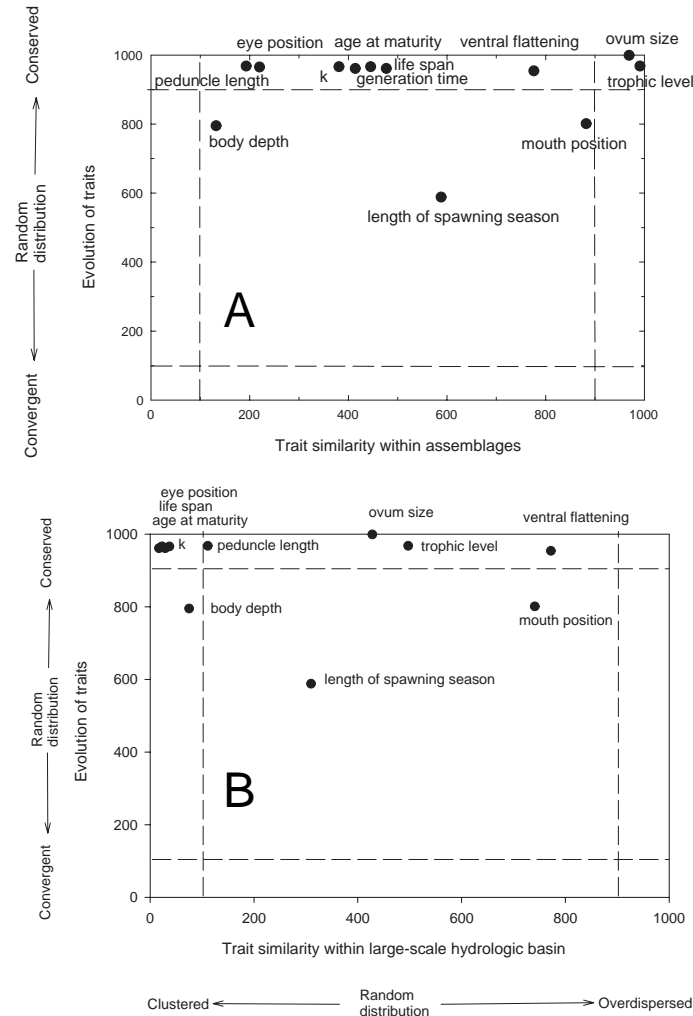 ovum size
eye position age at maturity ventral flattening
life span
peduncle length k generation time trophic level
body depth
mouth position
length of spawning season
A
1000
800
600
400
200
0
0 200 400 600 800 1000
Conserved
Random
distribution
Convergent
Evolution of traits
Trait similarity within assemblages
eye position
life span
age at maturity
ovum size
ventral flattening
k
peduncle length
trophic level
body depth
mouth position
length of spawning season
B
1000
800
600
400
200
0
0 200 400 600 800 1000
Conserved
Random
distribution
Convergent
Evolution of traits
Trait similarity within large-scale hydrologic basin
Clustered Random Overdispersed
distribution